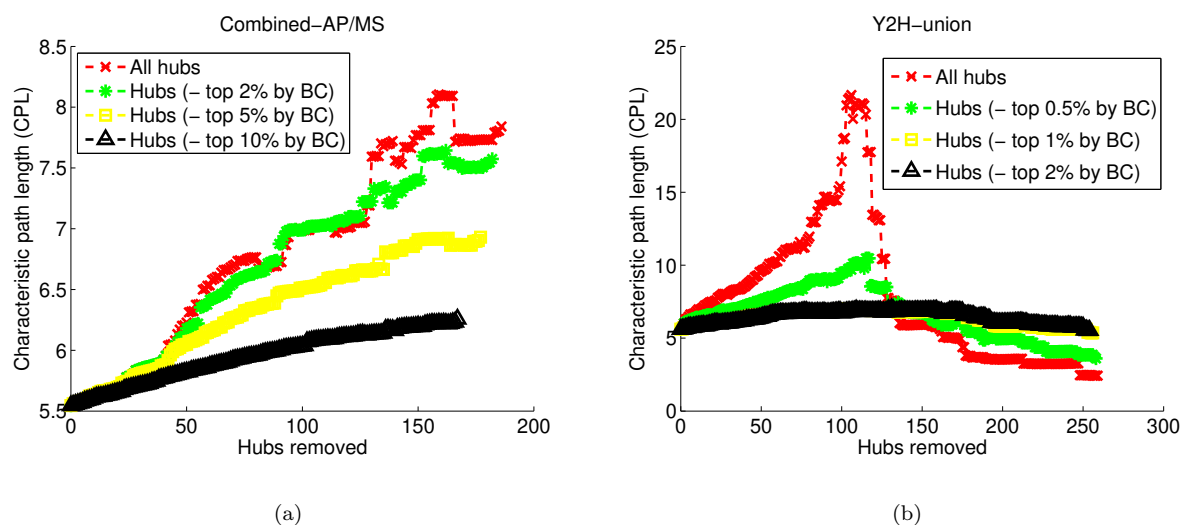 Combined−AP/MS
All hubs
Hubs (− top 2% by BC)
Hubs (− top 5% by BC)
Hubs (− top 10% by BC)
Characteristic path length (CPL)
8.5
8
7.5
7
6.5
6
5.5
0
50
100
150
200
Hubs removed
(a)
Y2H−union
All hubs
Hubs (− top 0.5% by BC)
Hubs (− top 1% by BC)
Hubs (− top 2% by BC)
Characteristic path length (CPL)
25
20
15
10
5
0
0
50
100
150
200
250
300
Hubs removed
(b)